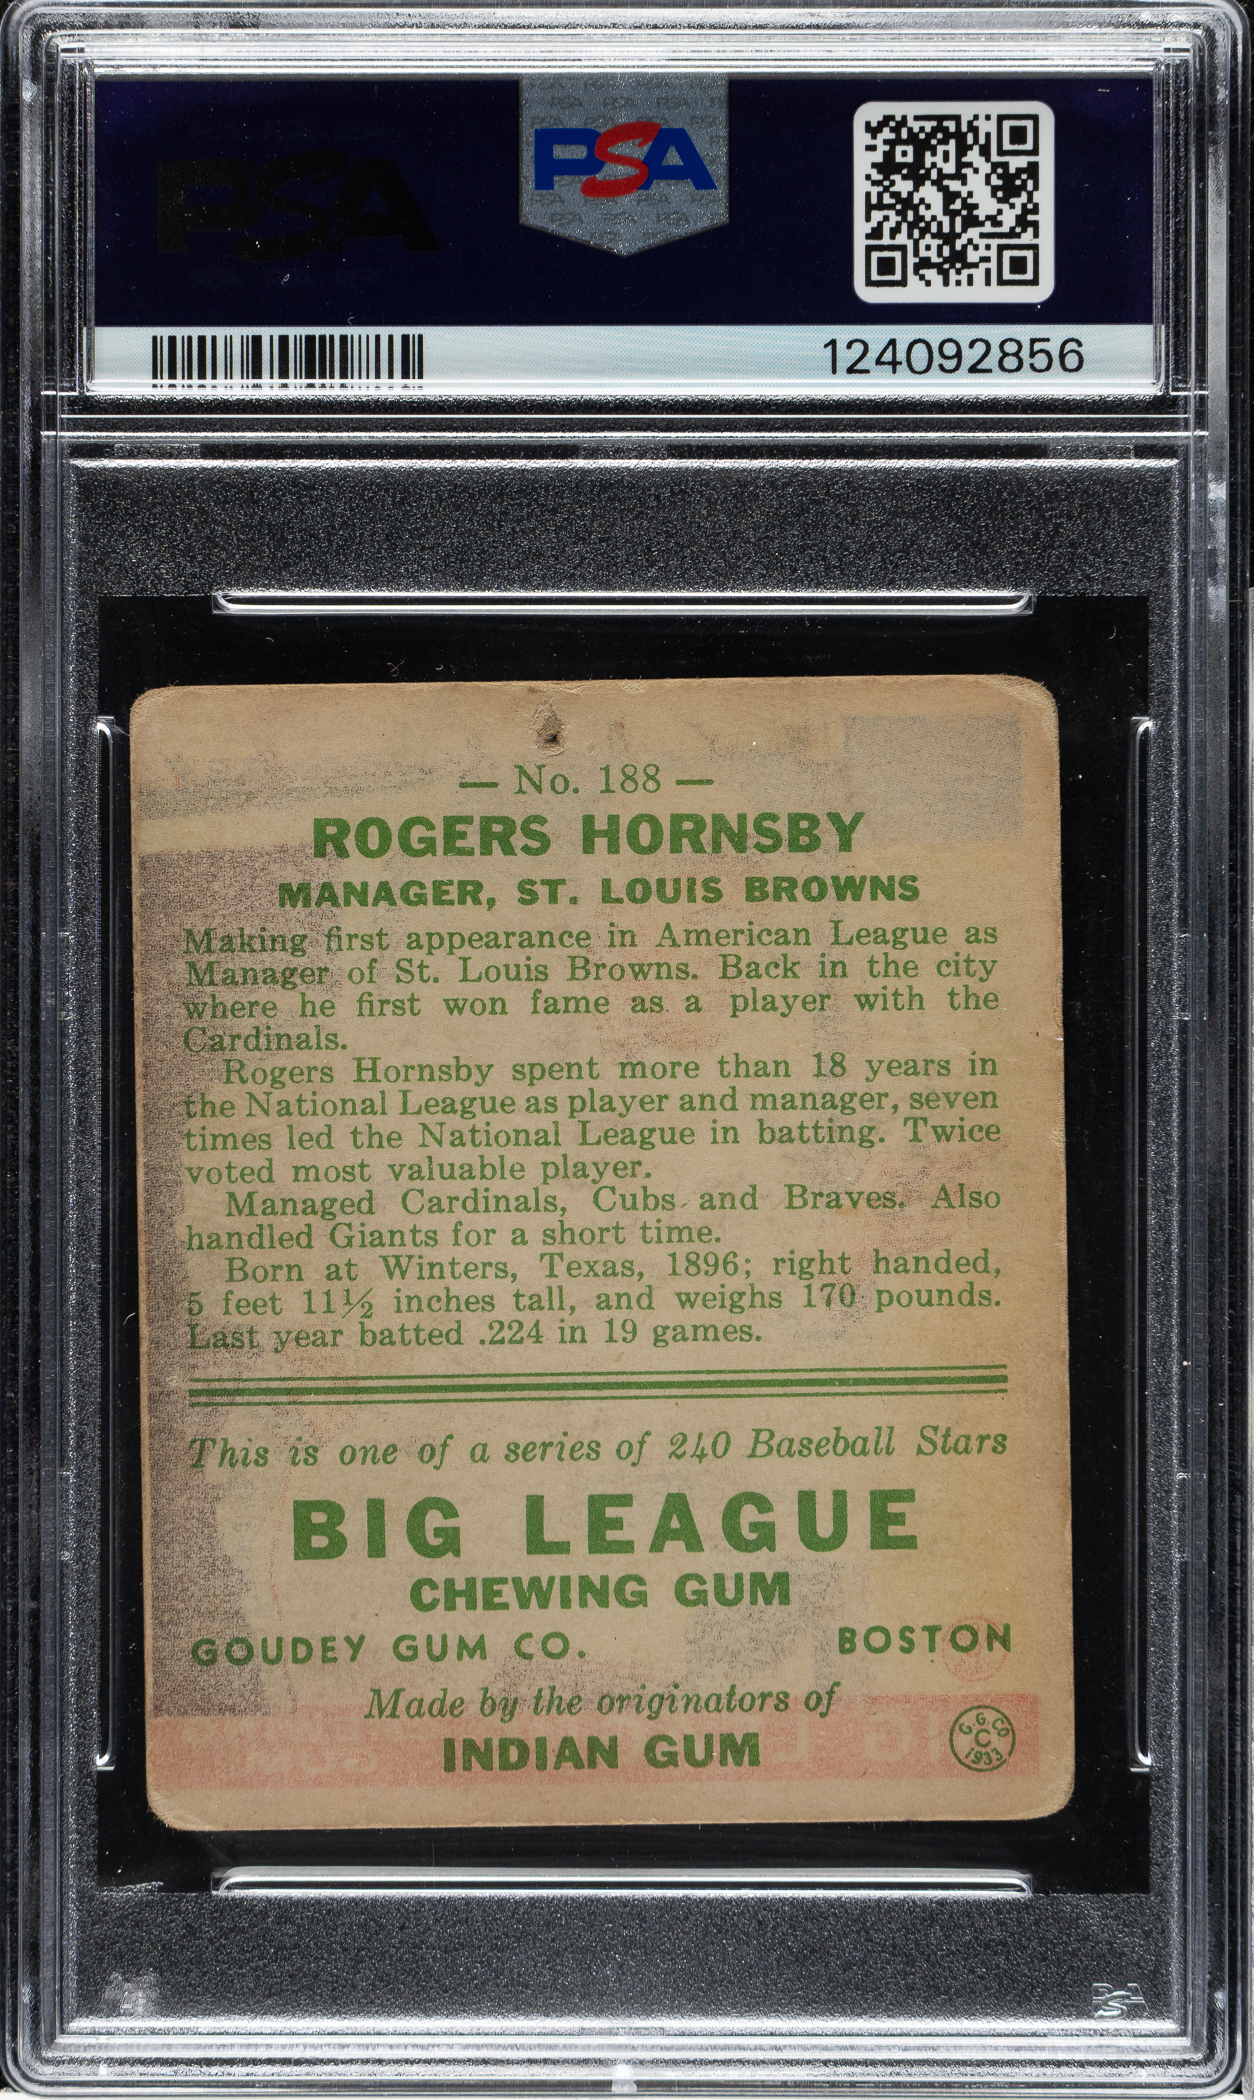 PSA
PSA
124092856
— No. 188 —
ROGERS HORNSBY
MANAGER, ST. LOUIS BROWNS
Making first appearance in American League as
Manager of St. Louis Browns. Back in the city
where he first won fame as a player with the
Cardinals.
Rogers Hornsby spent more than 18 years in
the National League as player and manager, seven
times led the National League in batting. Twice
voted most valuable player.
Managed Cardinals, Cubs and Braves. Also
handled Giants for a short time.
Born at Winters, Texas, 1896; right handed,
5 feet 11½ inches tall, and weighs 170 pounds.
Last year batted .224 in 19 games.
This is one of a series of 240 Baseball Stars
BIG LEAGUE
CHEWING GUM
GOUDEY GUM CO. BOSTON
Made by the originators of
INDIAN GUM
G. G. CO
C
1933
PSA